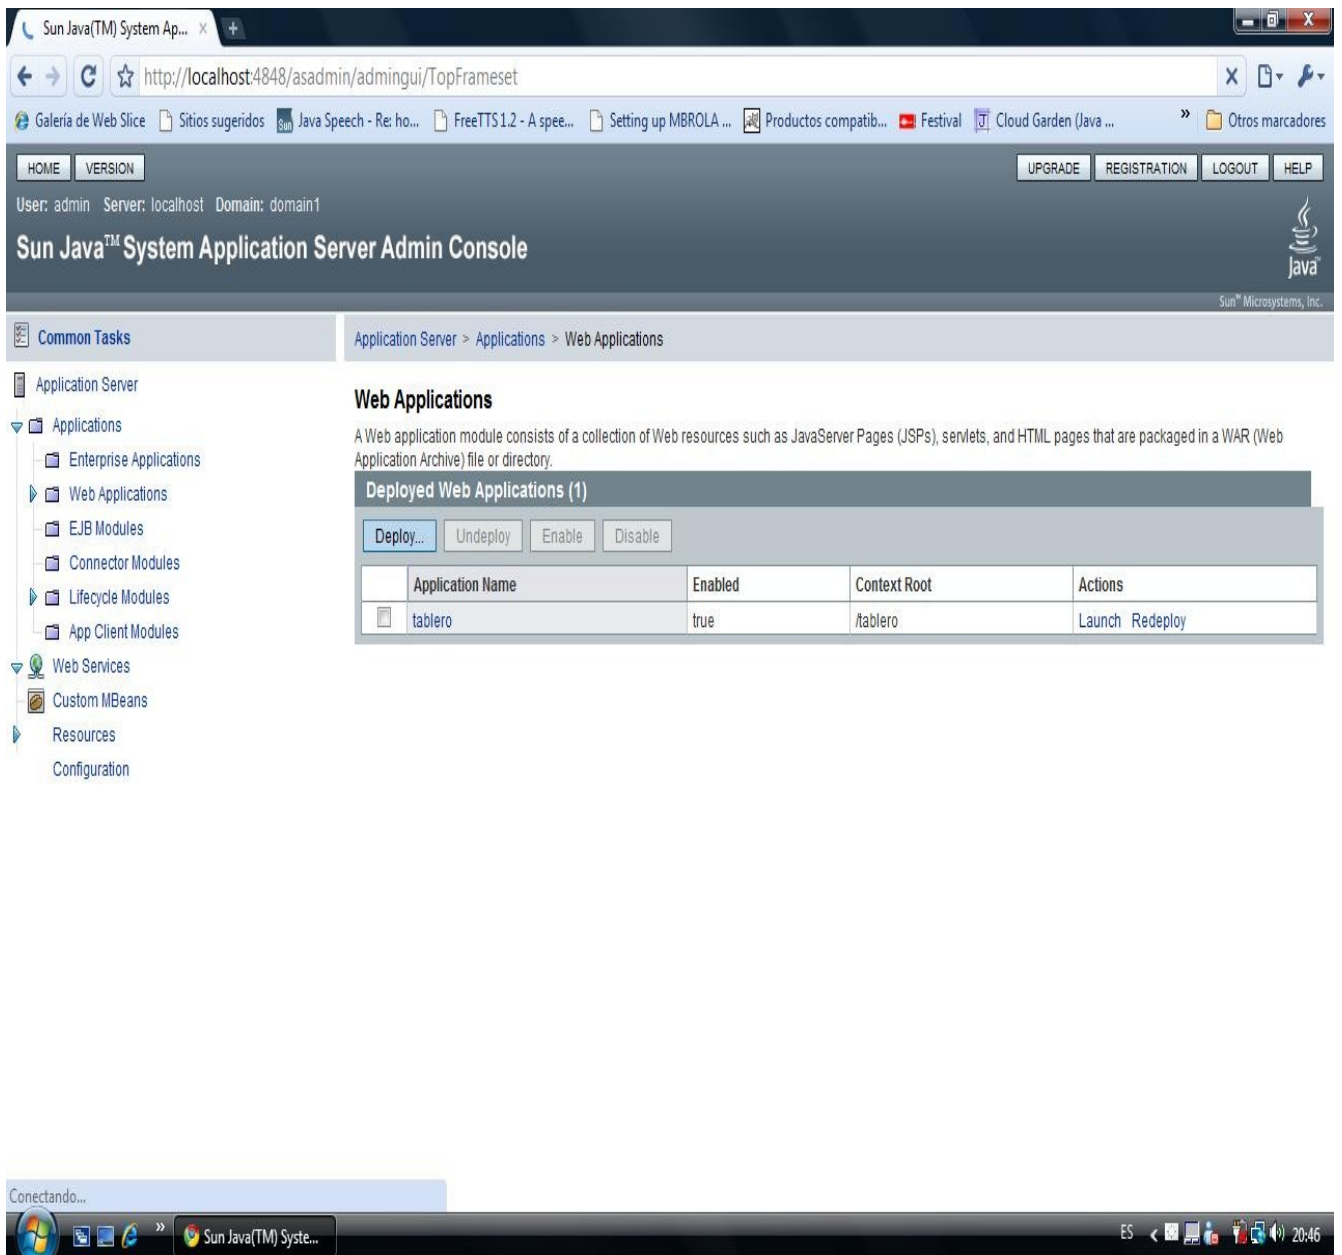 Sun Java(TM) System Ap...
http://localhost:4848/asadmin/admingui/TopFrameset
Galería de Web Slice Sitios sugeridos Java Speech - Re: ho... FreeTTS 1.2 - A spee... Setting up MBROLA ... Productos compatib... Festival Cloud Garden (Java ... » Otros marcadores
HOME VERSION UPGRADE REGISTRATION LOGOUT HELP
User: admin Server: localhost Domain: domain1
Sun Java™ System Application Server Admin Console
Java™
Sun™ Microsystems, Inc.
Common Tasks
Application Server
Applications
Enterprise Applications
Web Applications
EJB Modules
Connector Modules
Lifecycle Modules
App Client Modules
Web Services
Custom MBeans
Resources
Configuration
Application Server > Applications > Web Applications
Web Applications
A Web application module consists of a collection of Web resources such as JavaServer Pages (JSPs), servlets, and HTML pages that are packaged in a WAR (Web
Application Archive) file or directory.
Deployed Web Applications (1)
Deploy... Undeploy Enable Disable
Application Name Enabled Context Root Actions
tablero true /tablero Launch Redeploy
Conectando...
» Sun Java(TM) Syste... ES 20:46